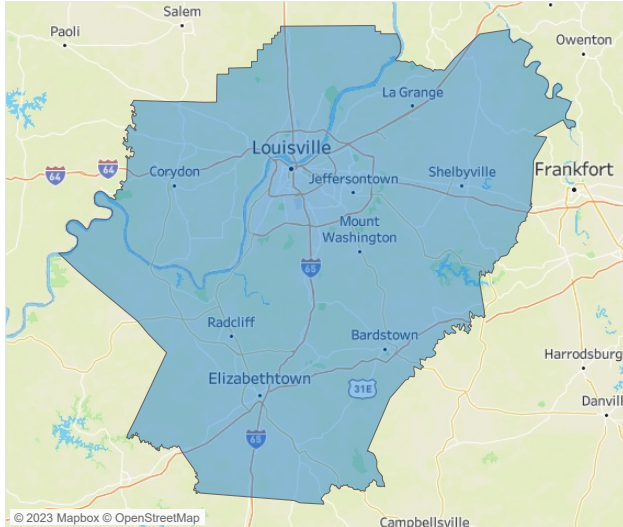 Salem
Paoli
Owenton
La Grange
Louisville
64
64
Corydon
Jeffersontown
Shelbyville
Frankfort
Mount
Washington
65
Radcliff
Bardstown
Harrodsburg
Elizabethtown
31E
Danvill
65
© 2023 Mapbox © OpenStreetMap
Campbellsville